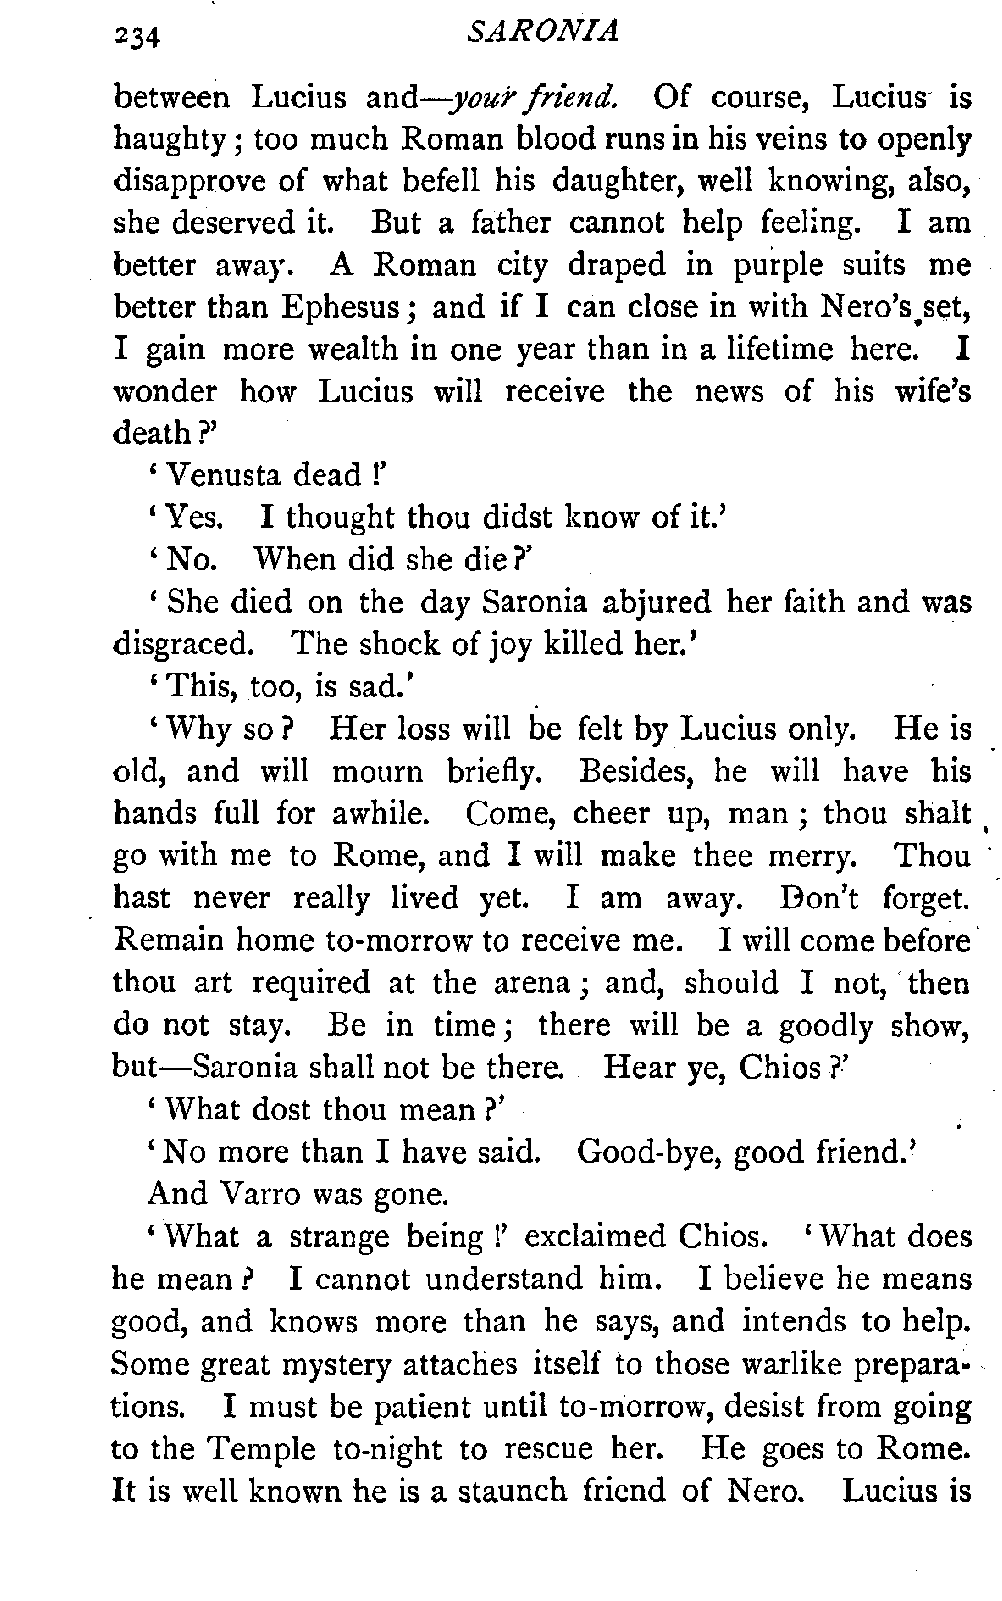 234 SARONIA
between Lucius and—your friend. Of course, Lucius is
haughty; too much Roman blood runs in his veins to openly
disapprove of what befell his daughter, well knowing, also,
she deserved it. But a father cannot help feeling. I am
better away. A Roman city draped in purple suits me
better than Ephesus; and if I can close in with Nero's set,
I gain more wealth in one year than in a lifetime here. I
wonder how Lucius will receive the news of his wife's
death?'
'Venusta dead!'
'Yes. I thought thou didst know of it.'
'No. When did she die?'
'She died on the day Saronia abjured her faith and was
disgraced. The shock of joy killed her.'
'This, too, is sad.'
'Why so? Her loss will be felt by Lucius only. He is
old, and will mourn briefly. Besides, he will have his
hands full for awhile. Come, cheer up, man; thou shalt
go with me to Rome, and I will make thee merry. Thou
hast never really lived yet. I am away. Don't forget.
Remain home to-morrow to receive me. I will come before
thou art required at the arena; and, should I not, then
do not stay. Be in time; there will be a goodly show,
but—Saronia shall not be there. Hear ye, Chios?'
'What dost thou mean?'
'No more than I have said. Good-bye, good friend.'
And Varro was gone.
'What a strange being!' exclaimed Chios. 'What does
he mean? I cannot understand him. I believe he means
good, and knows more than he says, and intends to help.
Some great mystery attaches itself to those warlike prepara-
tions. I must be patient until to-morrow, desist from going
to the Temple to-night to rescue her. He goes to Rome.
It is well known he is a staunch friend of Nero. Lucius is